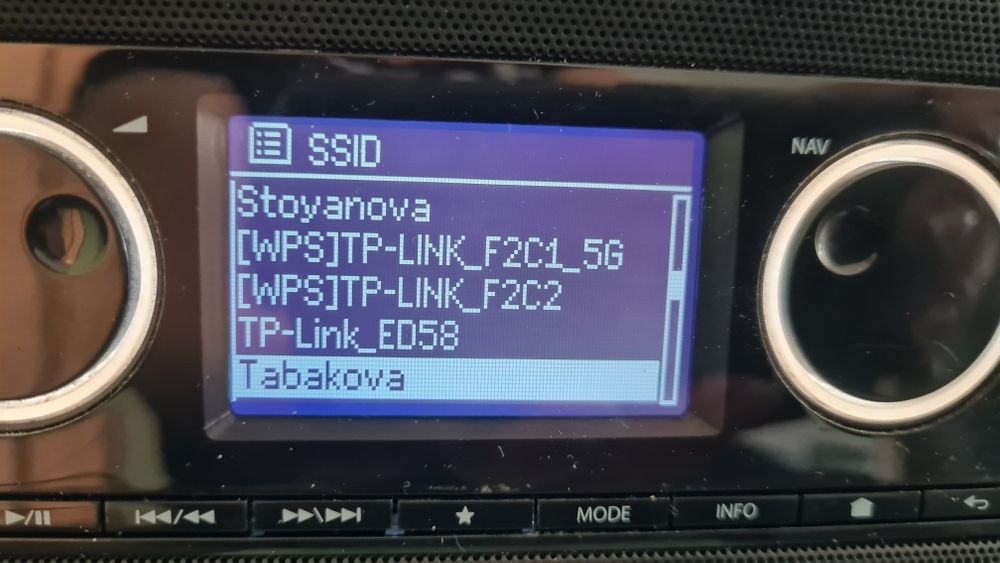 SSID
NAV
Stoyanova
[WPS]TP-LINK_F2C1_5G
[WPS]TP-LINK_F2C2
TP-Link_ED58
Tabakova
MODE
INFO